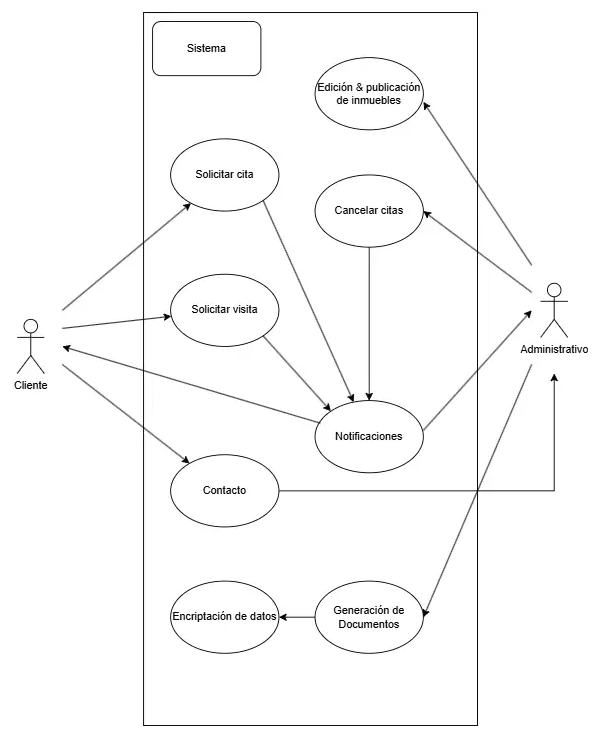 Sistema
Edición & publicación
de inmuebles
Solicitar cita
Cancelar citas
Solicitar visita
Administrativo
Cliente
Notificaciones
Contacto
Encriptación de datos
Generación de
Documentos